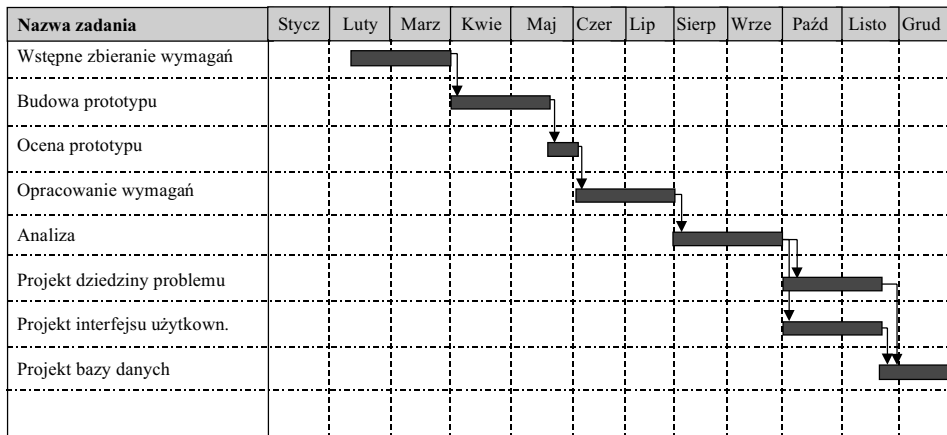 Nazwa zadania Stycz Luty Marz Kwie Maj Czer Lip Sierp Wrze Paźd Listo Grud
Wstępne zbieranie wymagań
Budowa prototypu
Ocena prototypu
Opracowanie wymagań
Analiza
Projekt dziedziny problemu
Projekt interfejsu użytkown.
Projekt bazy danych